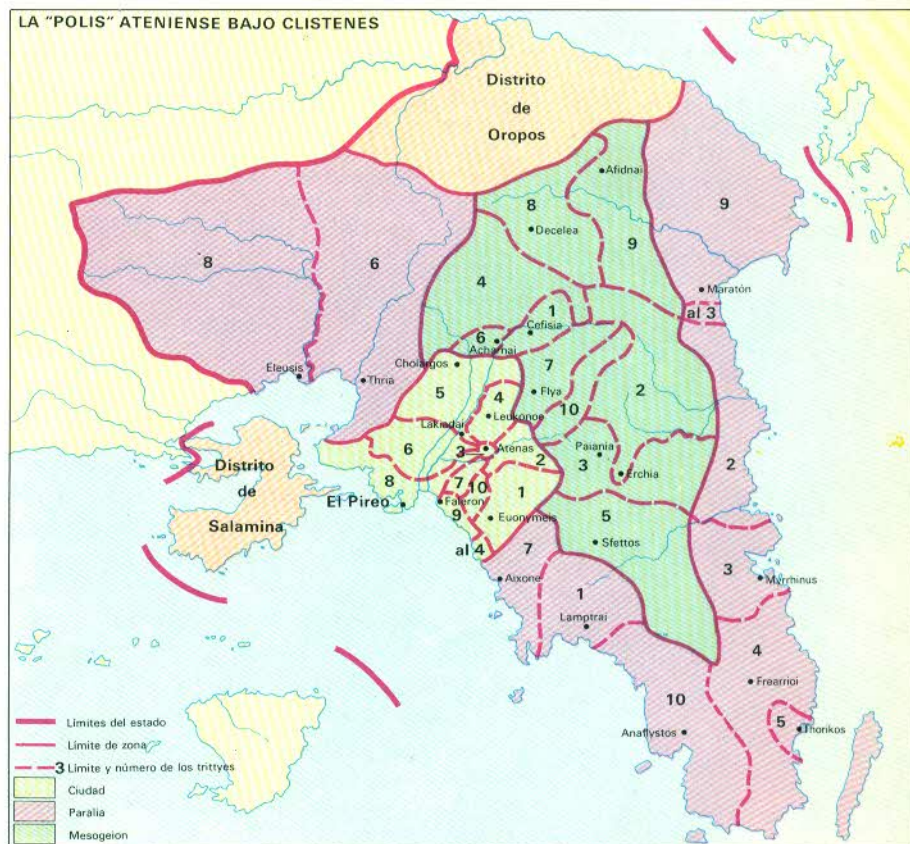 LA "POLIS" ATENIENSE BAJO CLISTENES
Distrito
de
Oropos
Afidnai
8
9
9
Decelea
8
6
4
Maratón
al 3
1
Cefisia
6
Acharnai
Cholargos
7
Eleusis
Thria
Flya
2
5
4
10
Leukonoe
Lakiadai
Atenas
6
3
2
Paiania
3
2
Distrito
de
Salamina
Erchia
8
7
10
1
El Pireo
Faleron
9
Euonymeis
5
Sfettos
al 4
7
3
Aixone
Myrrhinus
1
Lamptrai
4
Frearrioi
10
5
Anaflystos
Thorikos
Límites del estado
Límite de zona
3 Límite y número de los trittyes
Ciudad
Paralia
Mesogeion